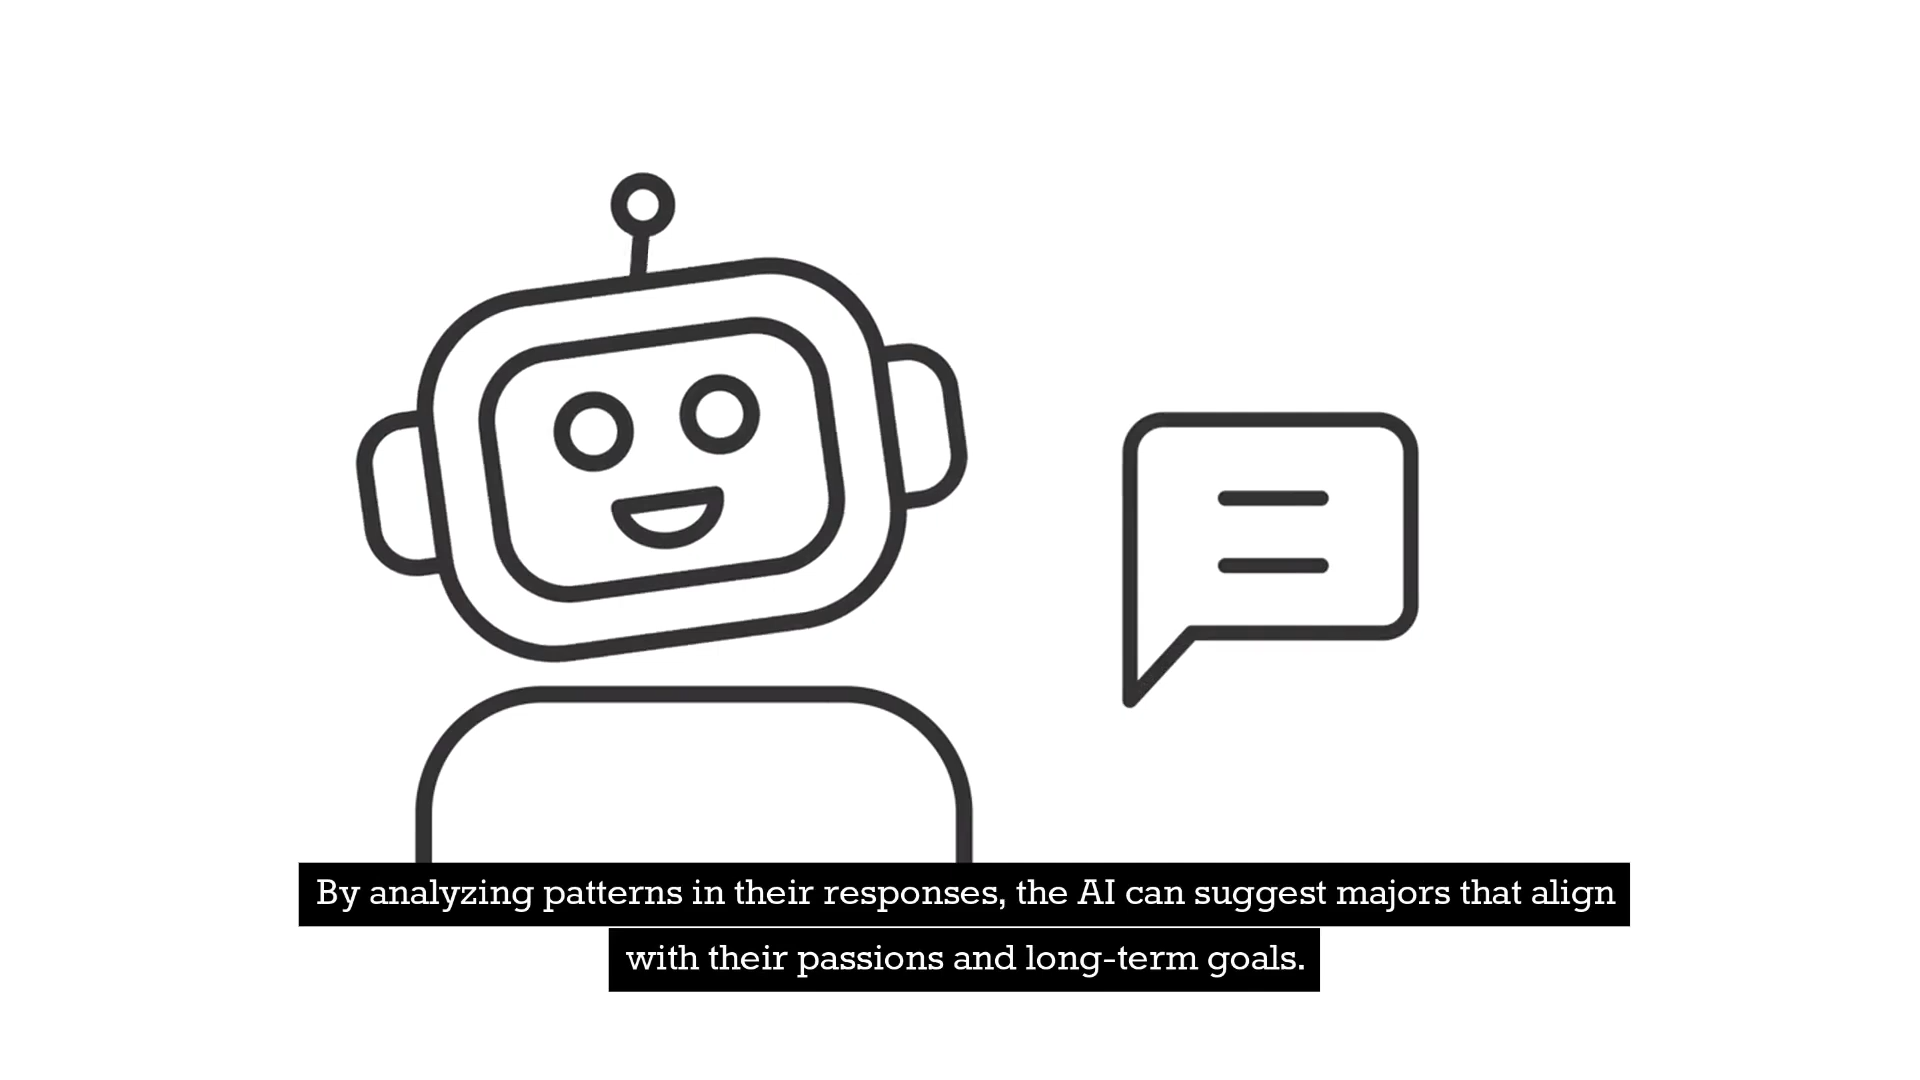 By analyzing patterns in their responses, the AI can suggest majors that align
with their passions and long-term goals.